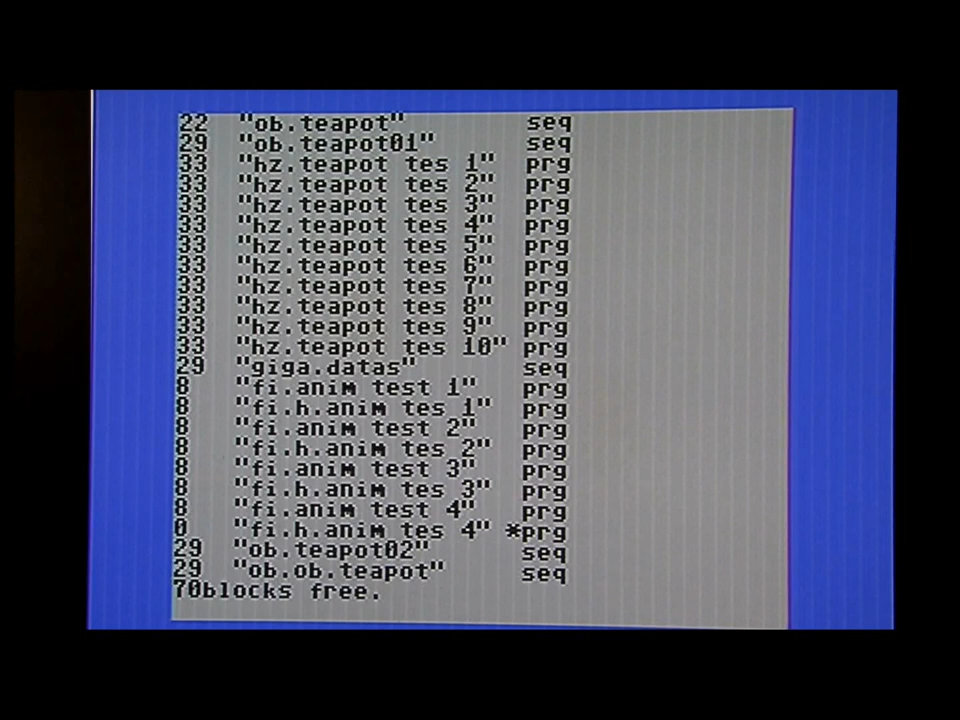 22 "ob.teapot" seq
29 "ob.teapot01" seq
33 "hz.teapot tes 1" prg
33 "hz.teapot tes 2" prg
33 "hz.teapot tes 3" prg
33 "hz.teapot tes 4" prg
33 "hz.teapot tes 5" prg
33 "hz.teapot tes 6" prg
33 "hz.teapot tes 7" prg
33 "hz.teapot tes 8" prg
33 "hz.teapot tes 9" prg
33 "hz.teapot tes 10" prg
29 "giga.datas" seq
8 "fi.anim test 1" prg
8 "fi.h.anim tes 1" prg
8 "fi.anim test 2" prg
8 "fi.h.anim tes 2" prg
8 "fi.anim test 3" prg
8 "fi.h.anim tes 3" prg
8 "fi.anim test 4" prg
0 "fi.h.anim tes 4" *prg
29 "ob.teapot02" seq
29 "ob.ob.teapot" seq
70blocks free.